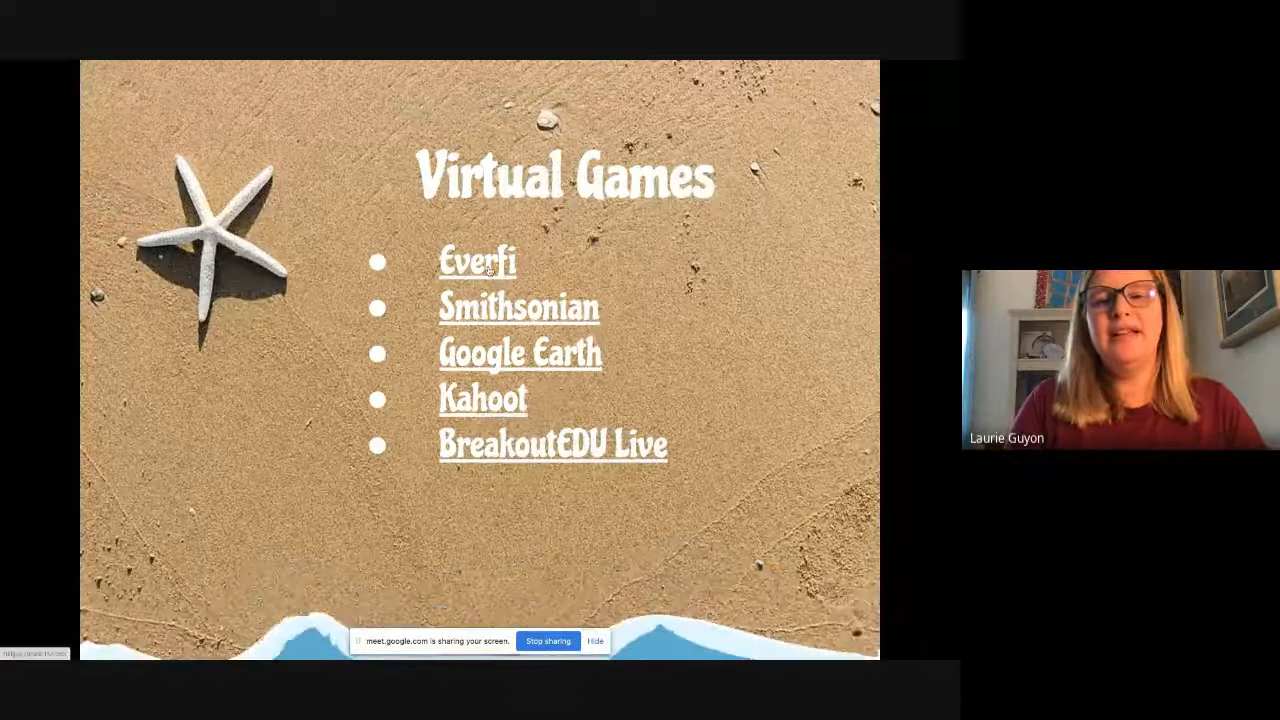 Virtual Games
Everfi
Smithsonian
Google Earth
Kahoot
BreakoutEDU Live
Laurie Guyon
meet.google.com is sharing your screen.
Stop sharing
Hide